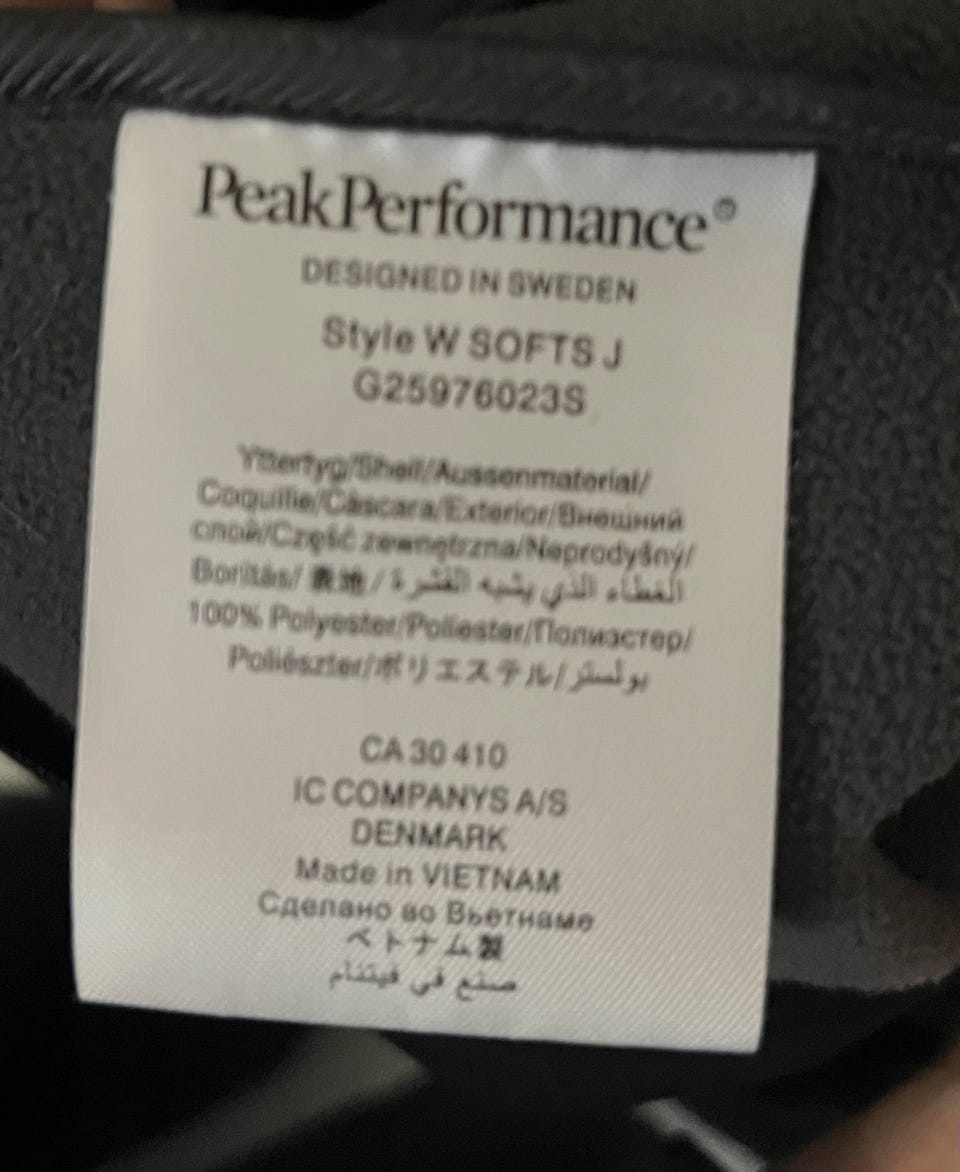 PeakPerformance®
DESIGNED IN SWEDEN
Style W SOFTS J
G25976023S
Yttertyg/Shell/Aussenmaterial/
Coquille/Cáscara/Exterior/Внешний
слой/Część zewnętrzna/Neprodyšný/
Borítás/ 表地 / الغطاء الذي يشبه القشرة
100% Polyester/Poliester/Полиэстер/
Poliészter/ポリエステル/بولستر
CA 30 410
IC COMPANYS A/S
DENMARK
Made in VIETNAM
Сделано во Вьетнаме
ベトナム製
صنع في فيتنام